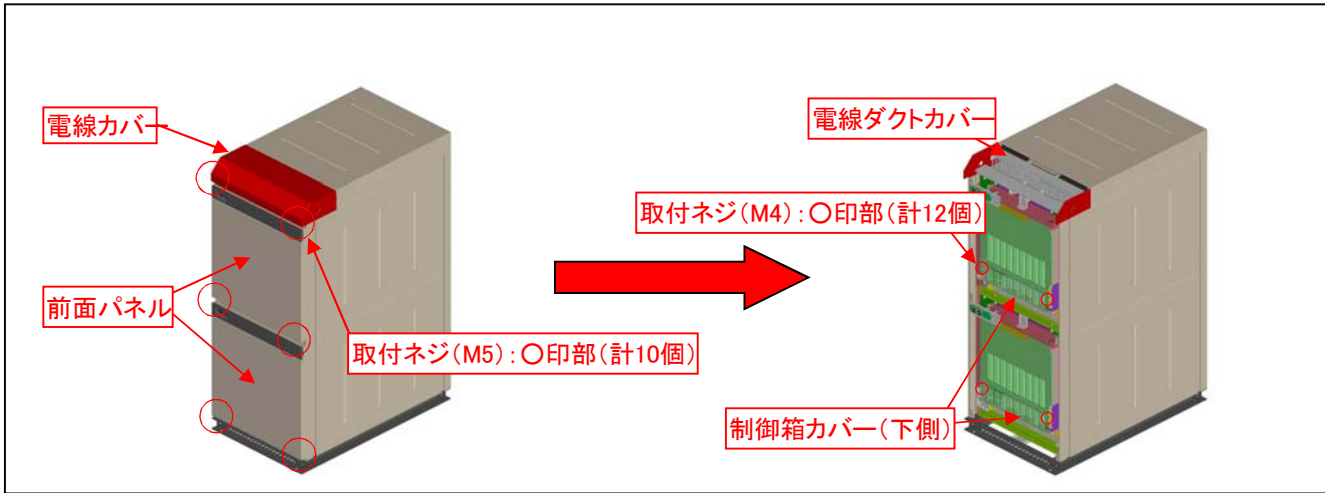 電線カバー
前面パネル
取付ネジ(M5):○印部(計10個)
電線ダクトカバー
取付ネジ(M4):○印部(計12個)
制御箱カバー(下側)